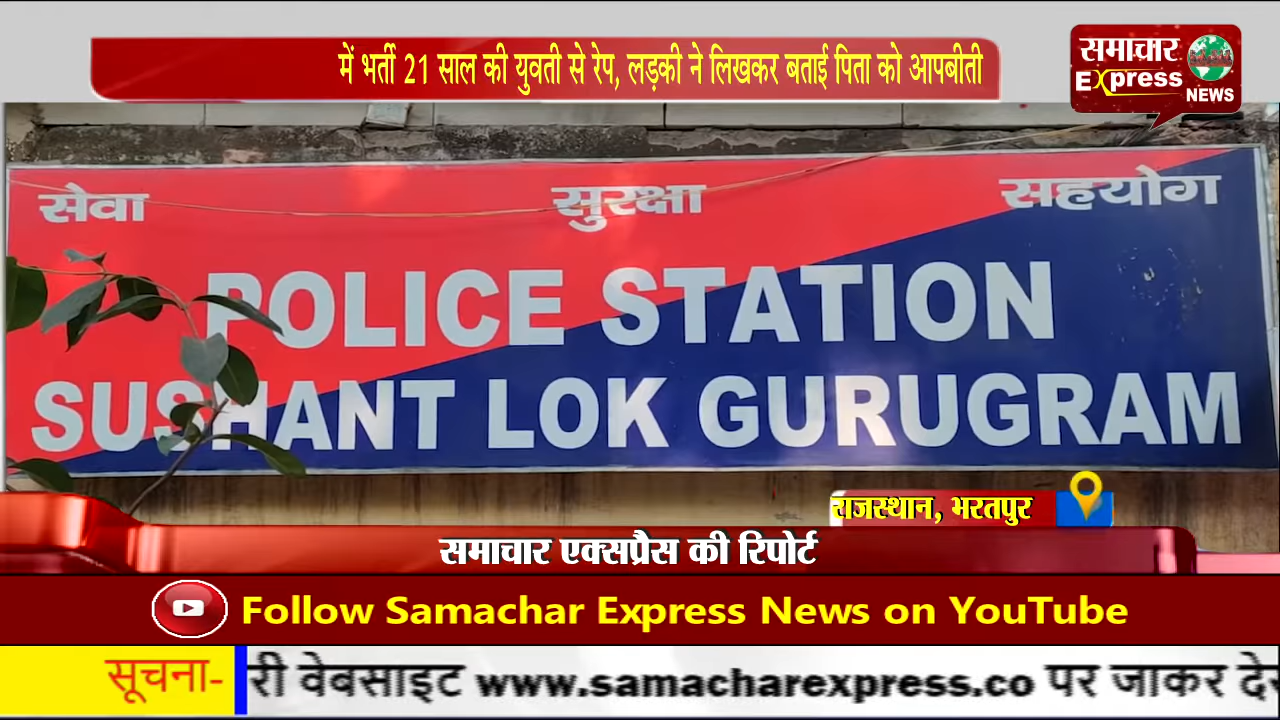 में भर्ती 21 साल की युवती से रेप, लड़की ने लिखकर बताई पिता को आपबीती
समाचार
Express
NEWS
सेवा सुरक्षा सहयोग
POLICE STATION
SUSHANT LOK GURUGRAM
राजस्थान, भरतपुर
समाचार एक्सप्रैस की रिपोर्ट
Follow Samachar Express News on YouTube
सूचना- री वेबसाइट www.samacharexpress.co पर जाकर